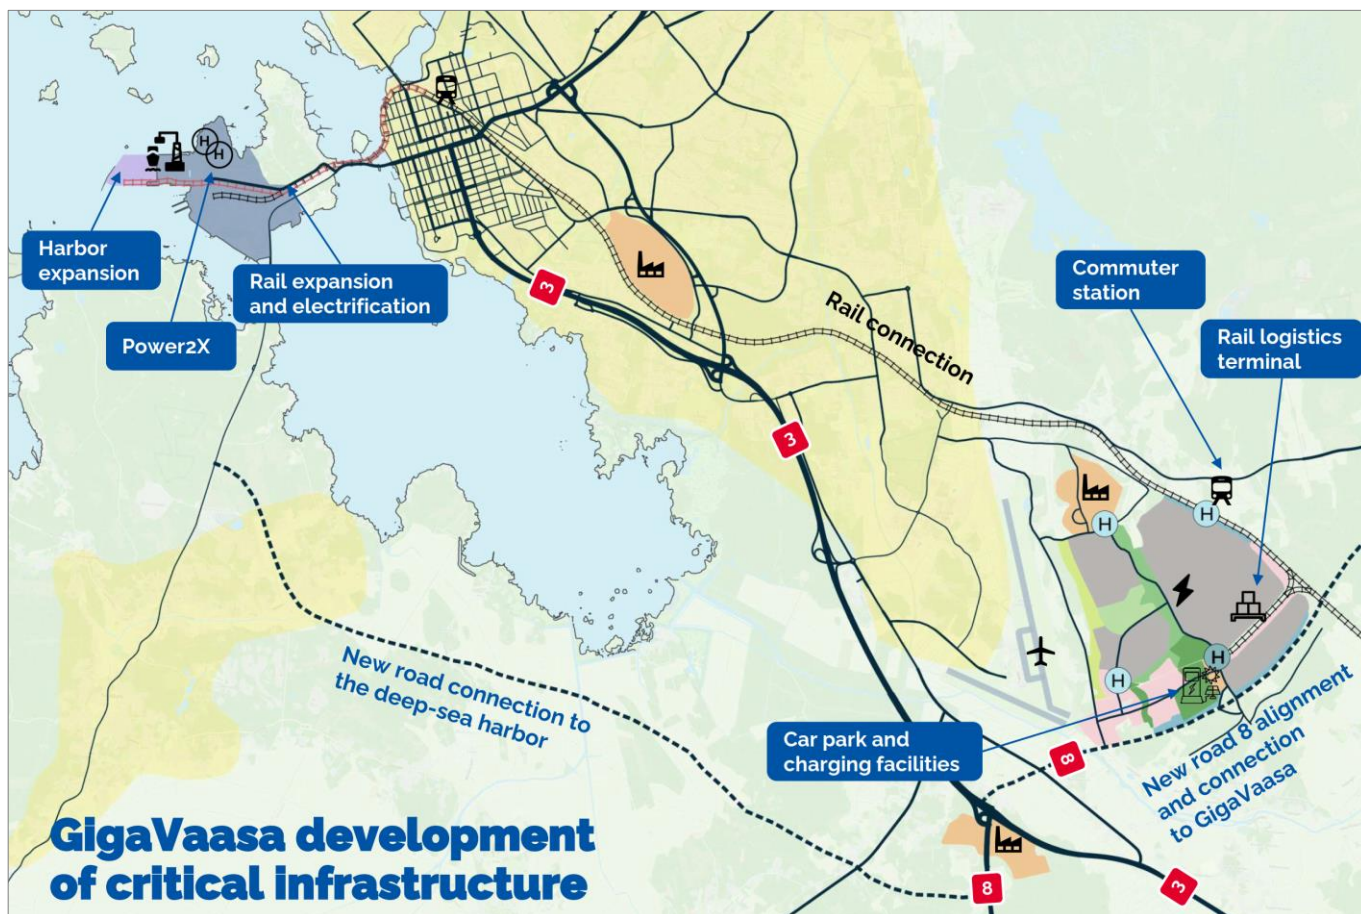 H
H
Harbor
expansion
Power2X
Rail expansion
and electrification
3
Rail connection
Commuter
station
Rail logistics
terminal
3
H
H
H
H
New road connection to
the deep-sea harbor
Car park and
charging facilities
8
New road 8 alignment
and connection
to GigaVaasa
8
3
GigaVaasa development
of critical infrastructure